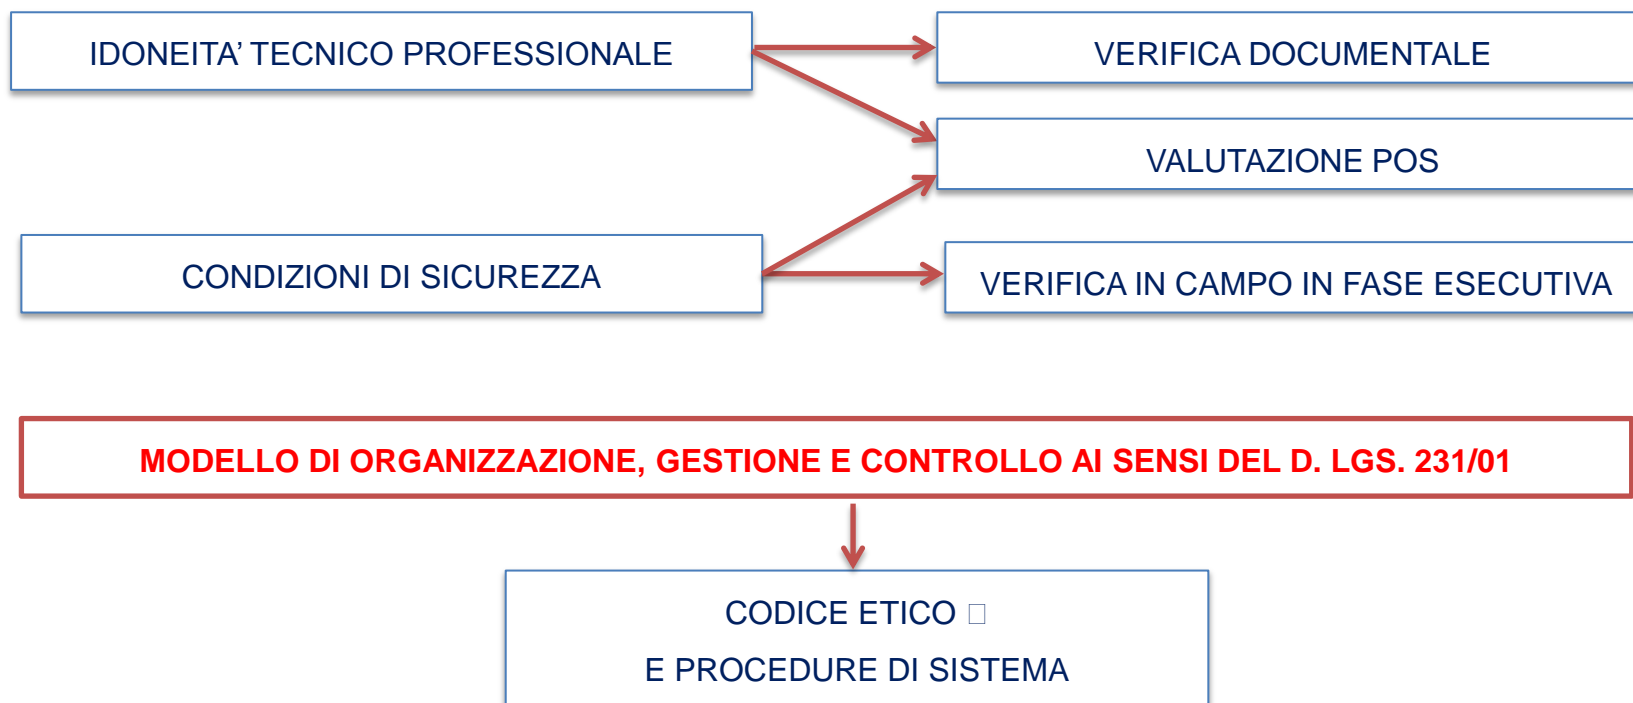 IDONEITA’ TECNICO PROFESSIONALE
VERIFICA DOCUMENTALE
VALUTAZIONE POS
CONDIZIONI DI SICUREZZA
VERIFICA IN CAMPO IN FASE ESECUTIVA
MODELLO DI ORGANIZZAZIONE, GESTIONE E CONTROLLO AI SENSI DEL D. LGS. 231/01
CODICE ETICO □
E PROCEDURE DI SISTEMA